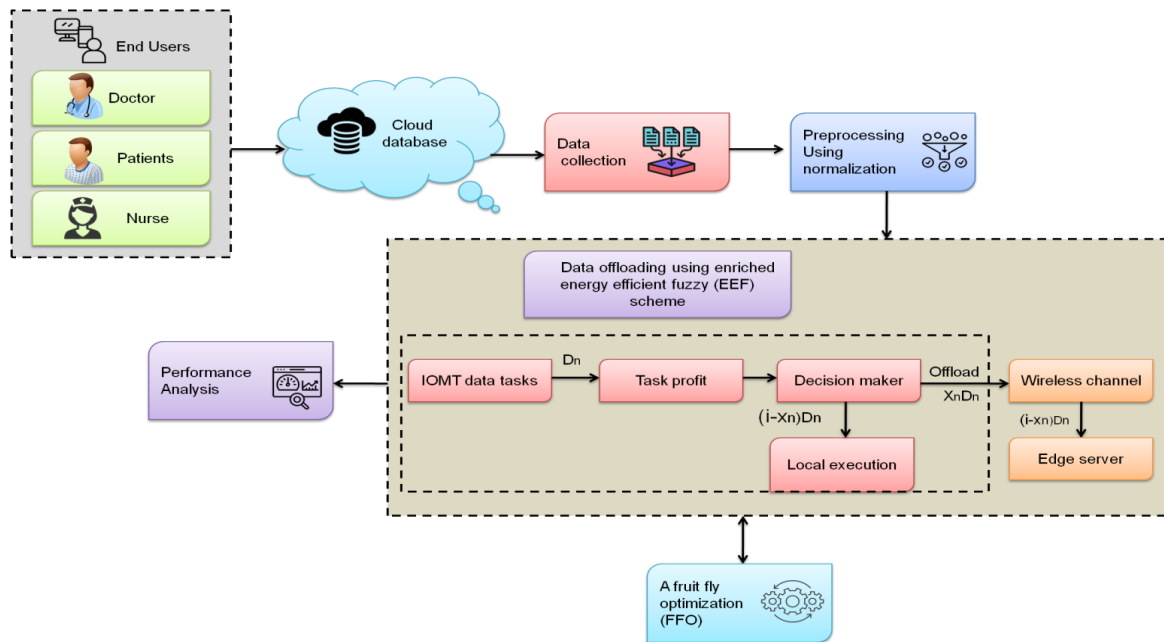 End Users
Doctor
Patients
Nurse
Cloud
database
Data
collection
Preprocessing
Using
normalization
Data offloading using enriched
energy efficient fuzzy (EEF)
scheme
Performance
Analysis
IOMT data tasks
Dn
Task profit
Decision maker
Offload
XnDn
Wireless channel
(i-Xn)Dn
(i-xn)Dn
Local execution
Edge server
A fruit fly
optimization
(FFO)